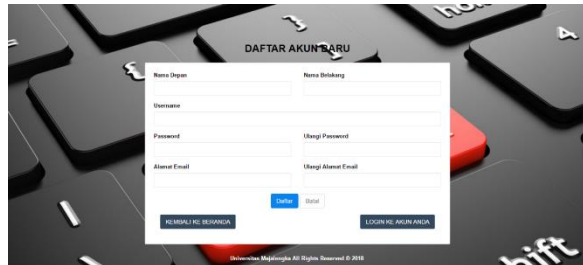 DAFTAR AKUN BARU
Nama Depan Nama Belakang
Username
Password Ulangi Password
Alamat Email Ulangi Alamat Email
Daftar Batal
KEMBALI KE BERANDA LOGIN KE AKUN ANDA
Universitas Majalengka All Rights Reserved © 2018
shift